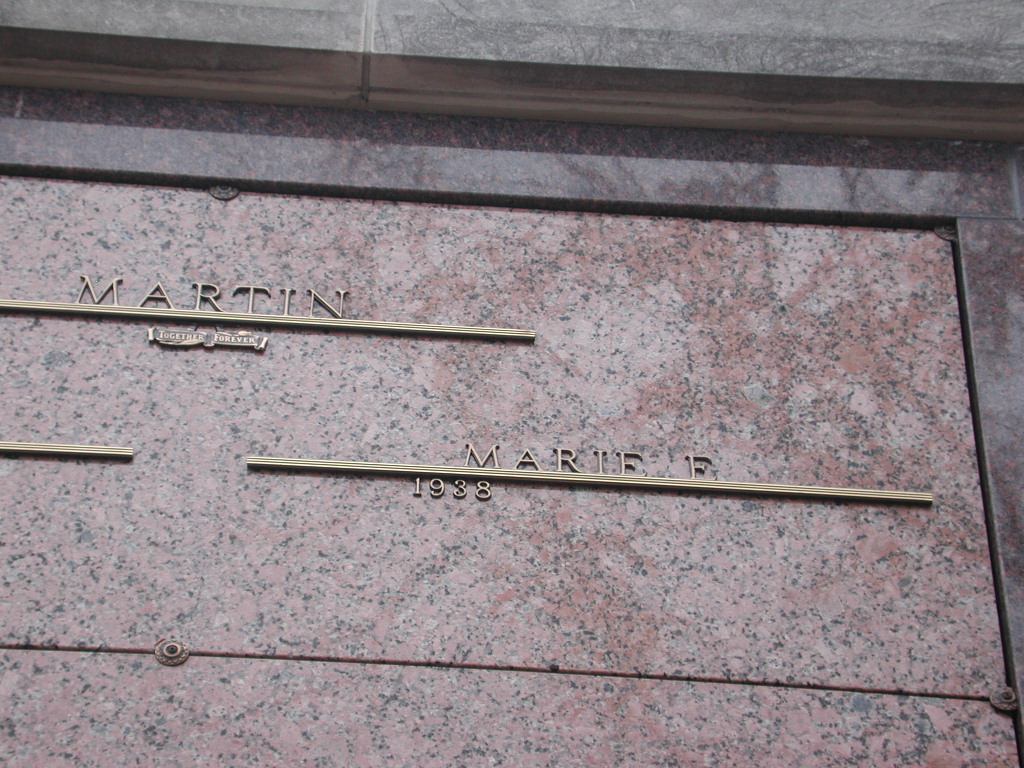 MARTIN
TOGETHER FOREVER
MARIE F.
1938